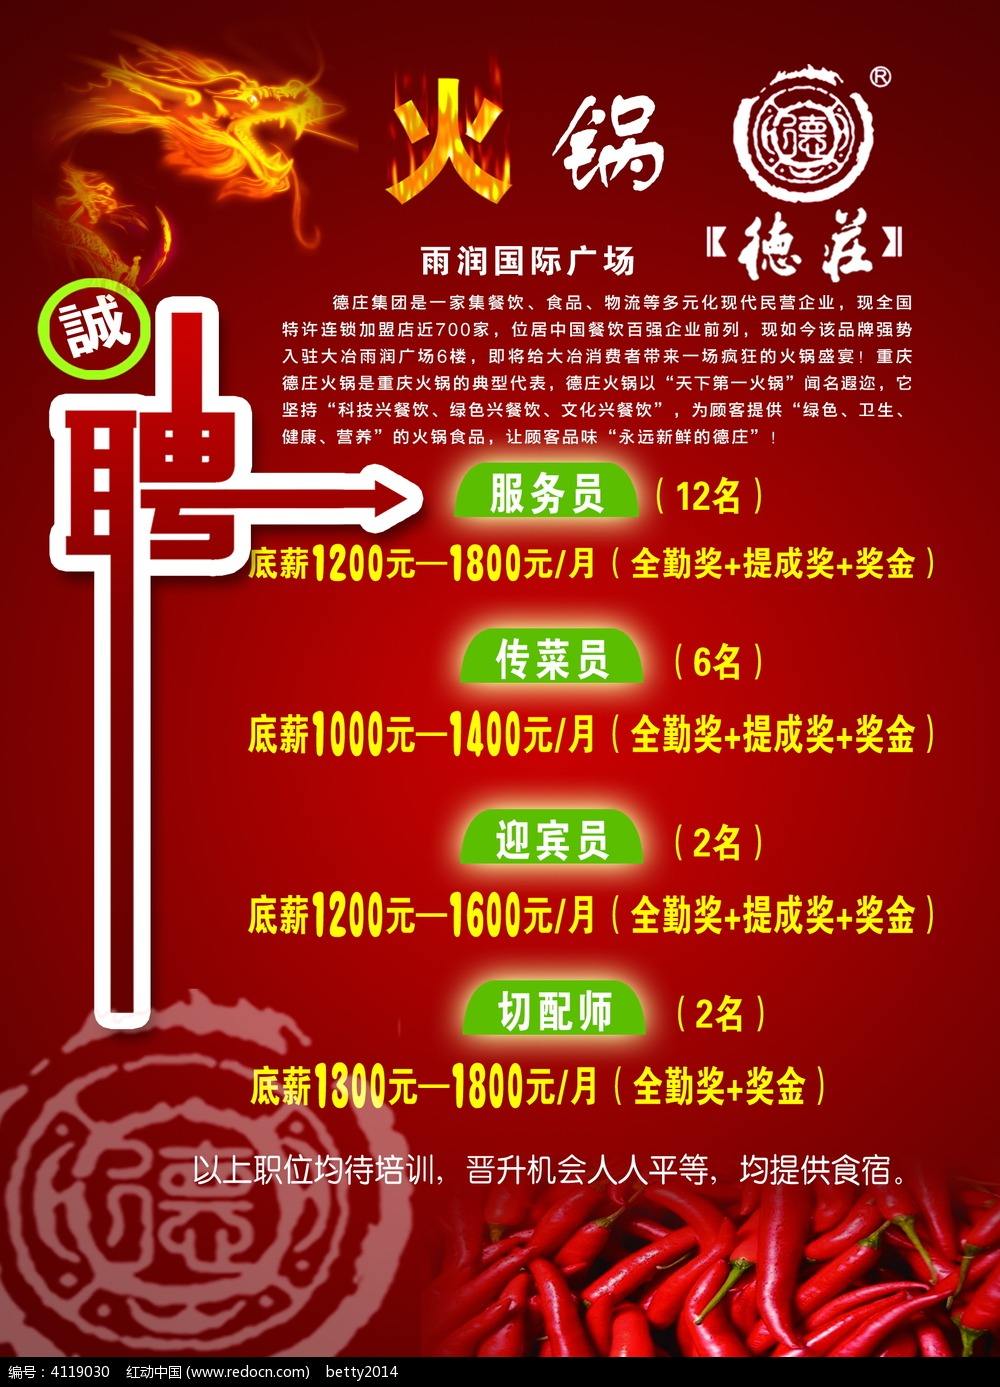 火锅
德
®
【德莊】
雨润国际广场
德庄集团是一家集餐饮、食品、物流等多元化现代民营企业，现全国
特许连锁加盟店近700家，位居中国餐饮百强企业前列，现如今该品牌强势
入驻大冶雨润广场6楼，即将给大冶消费者带来一场疯狂的火锅盛宴！重庆
德庄火锅是重庆火锅的典型代表，德庄火锅以“天下第一火锅”闻名遐迩，它
坚持“科技兴餐饮、绿色兴餐饮、文化兴餐饮”，为顾客提供“绿色、卫生、
健康、营养”的火锅食品，让顾客品味“永远新鲜的德庄”！
誠
聘
服务员（12名）
底薪1200元—1800元/月（全勤奖+提成奖+奖金）
传菜员（6名）
底薪1000元—1400元/月（全勤奖+提成奖+奖金）
迎宾员（2名）
底薪1200元—1600元/月（全勤奖+提成奖+奖金）
切配师（2名）
底薪1300元—1800元/月（全勤奖+奖金）
以上职位均待培训，晋升机会人人平等，均提供食宿。
德
编号：4119030 红动中国 (www.redocn.com) betty2014